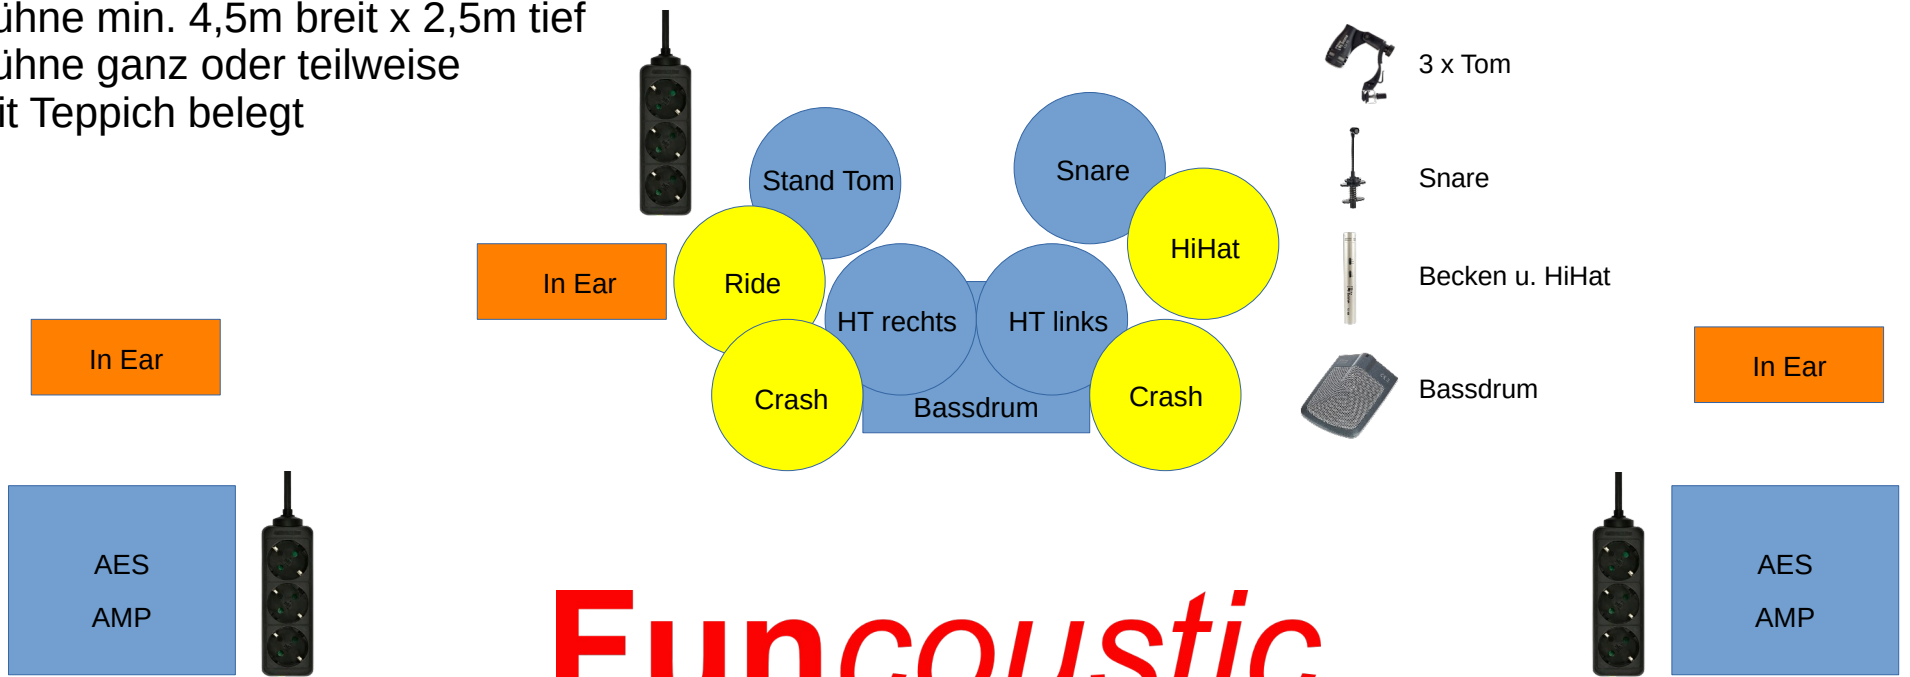 ühne min. 4,5m breit x 2,5m tief
ühne ganz oder teilweise
it Teppich belegt
3 x Tom
Snare
Becken u. HiHat
Bassdrum
Stand Tom
Snare
HiHat
In Ear
Ride
HT rechts
HT links
Crash
Bassdrum
Crash
In Ear
In Ear
AES
AMP
AES
AMP
Funcoustic